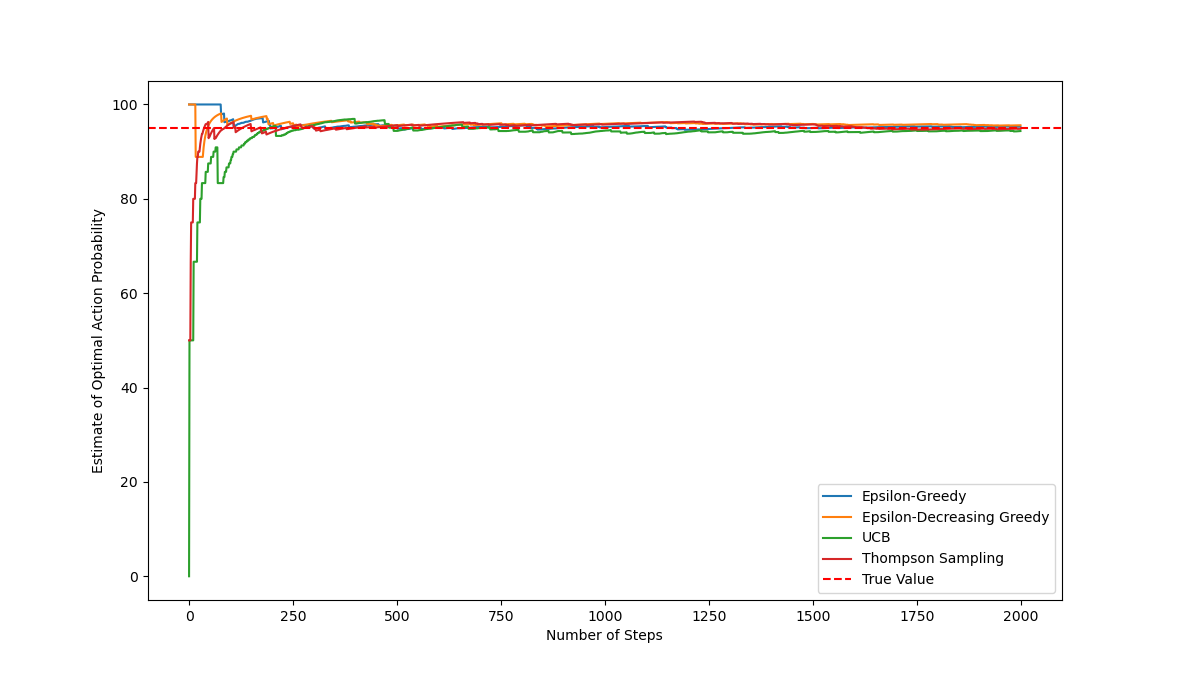 Estimate of Optimal Action Probability
100
80
60
40
20
0
0 250 500 750 1000 1250 1500 1750 2000
Number of Steps
Epsilon-Greedy
Epsilon-Decreasing Greedy
UCB
Thompson Sampling
True Value